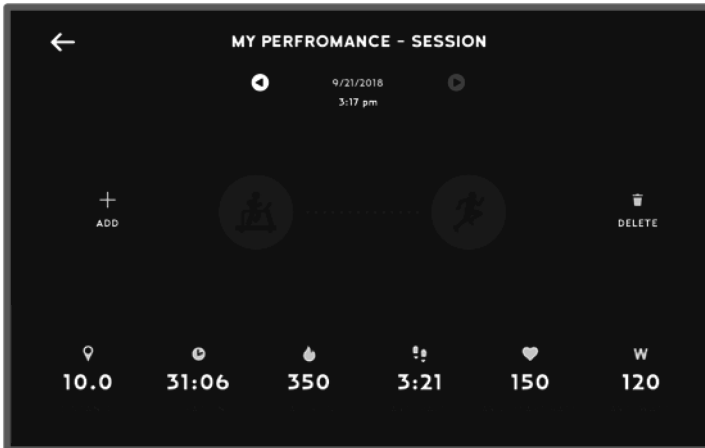 MY PERFROMANCE - SESSION
9/21/2018
3:17 pm
ADD
DELETE
W
10.0 31:06 350 3:21 150 120